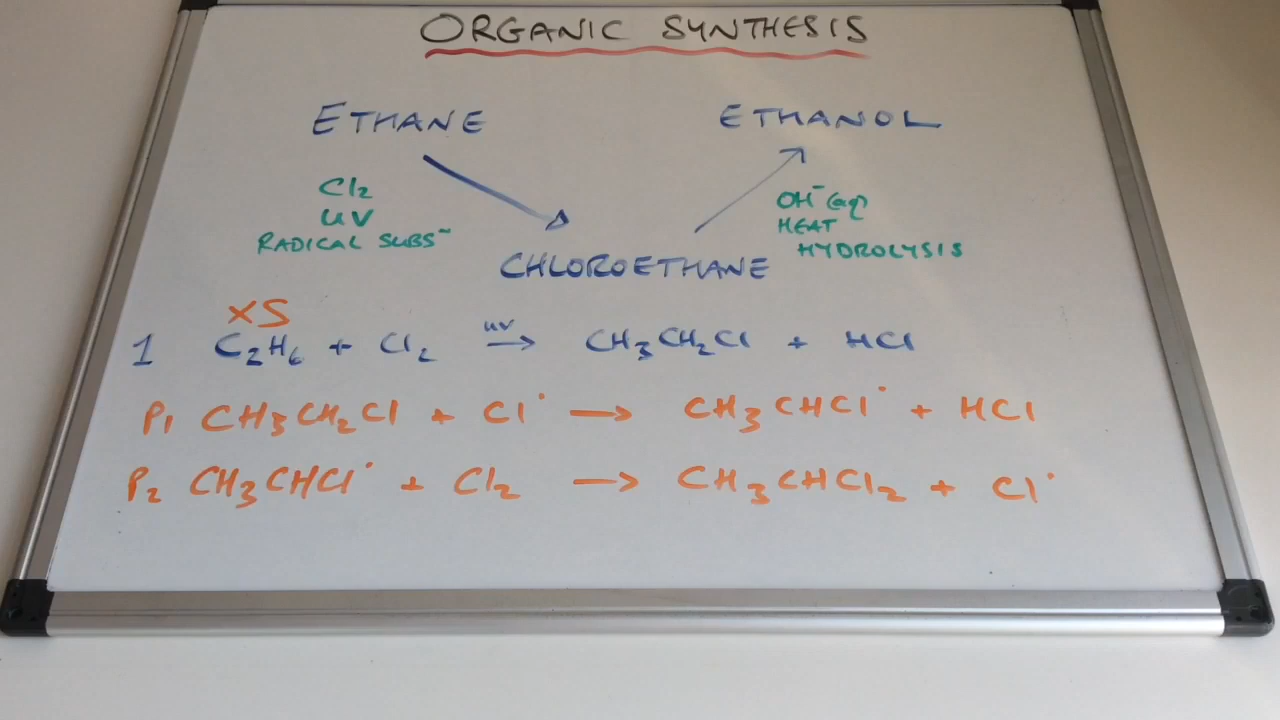 ORGANIC SYNTHESIS
ETHANE
ETHANOL
Cl₂
UV
RADICAL SUBSⁿ
OH⁻(aq)
HEAT
HYDROLYSIS
CHLOROETHANE
XS
1 C₂H₆ + Cl₂ uv → CH₃CH₂Cl + HCl
P₁ CH₃CH₂Cl + Cl˙ → CH₃CHCl˙ + HCl
P₂ CH₃CHCl˙ + Cl₂ → CH₃CHCl₂ + Cl˙